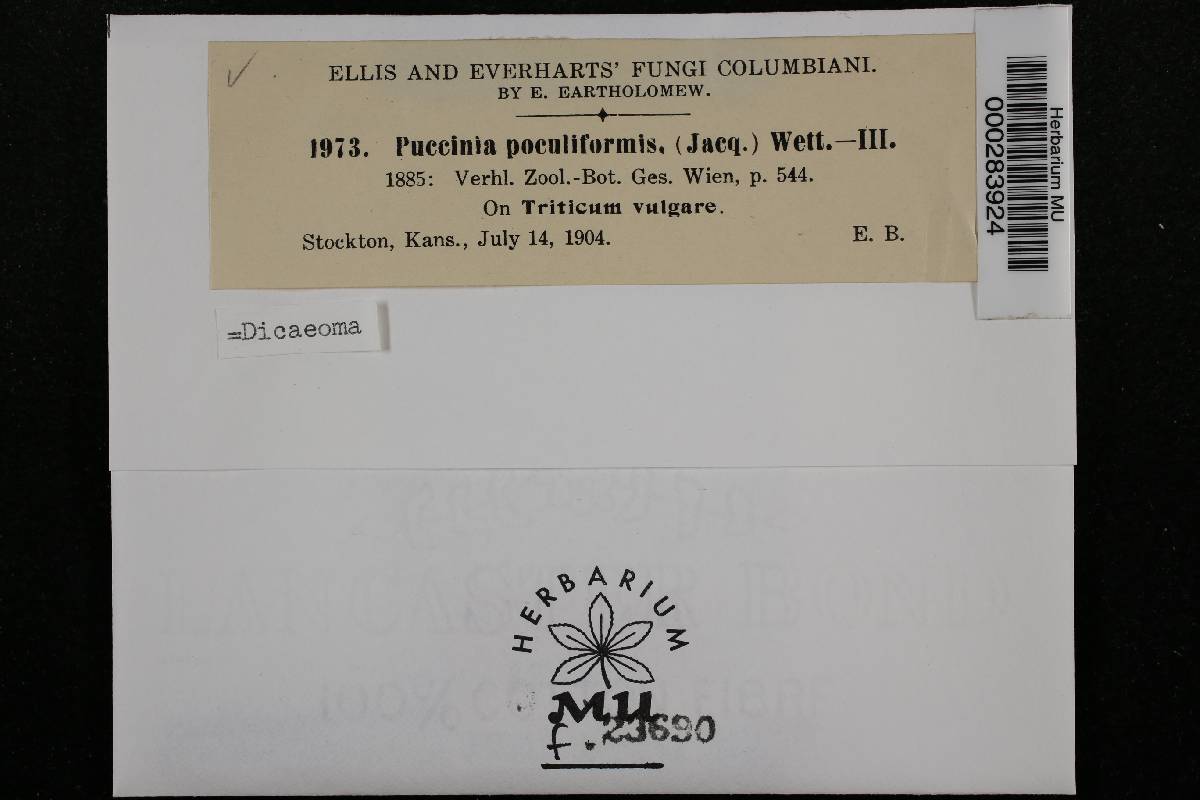 ELLIS AND EVERHARTS' FUNGI COLUMBIANI.
BY E. EARTHOLOMEW.
1973. Puccinia poculiformis. (Jacq.) Wett.—III.
1885: Verhl. Zool.-Bot. Ges. Wien, p. 544.
On Triticum vulgare.
Stockton, Kans., July 14, 1904. E. B.
Herbarium MU
000283924
=Dicaeoma
HERBARIUM
MU
f. 23690